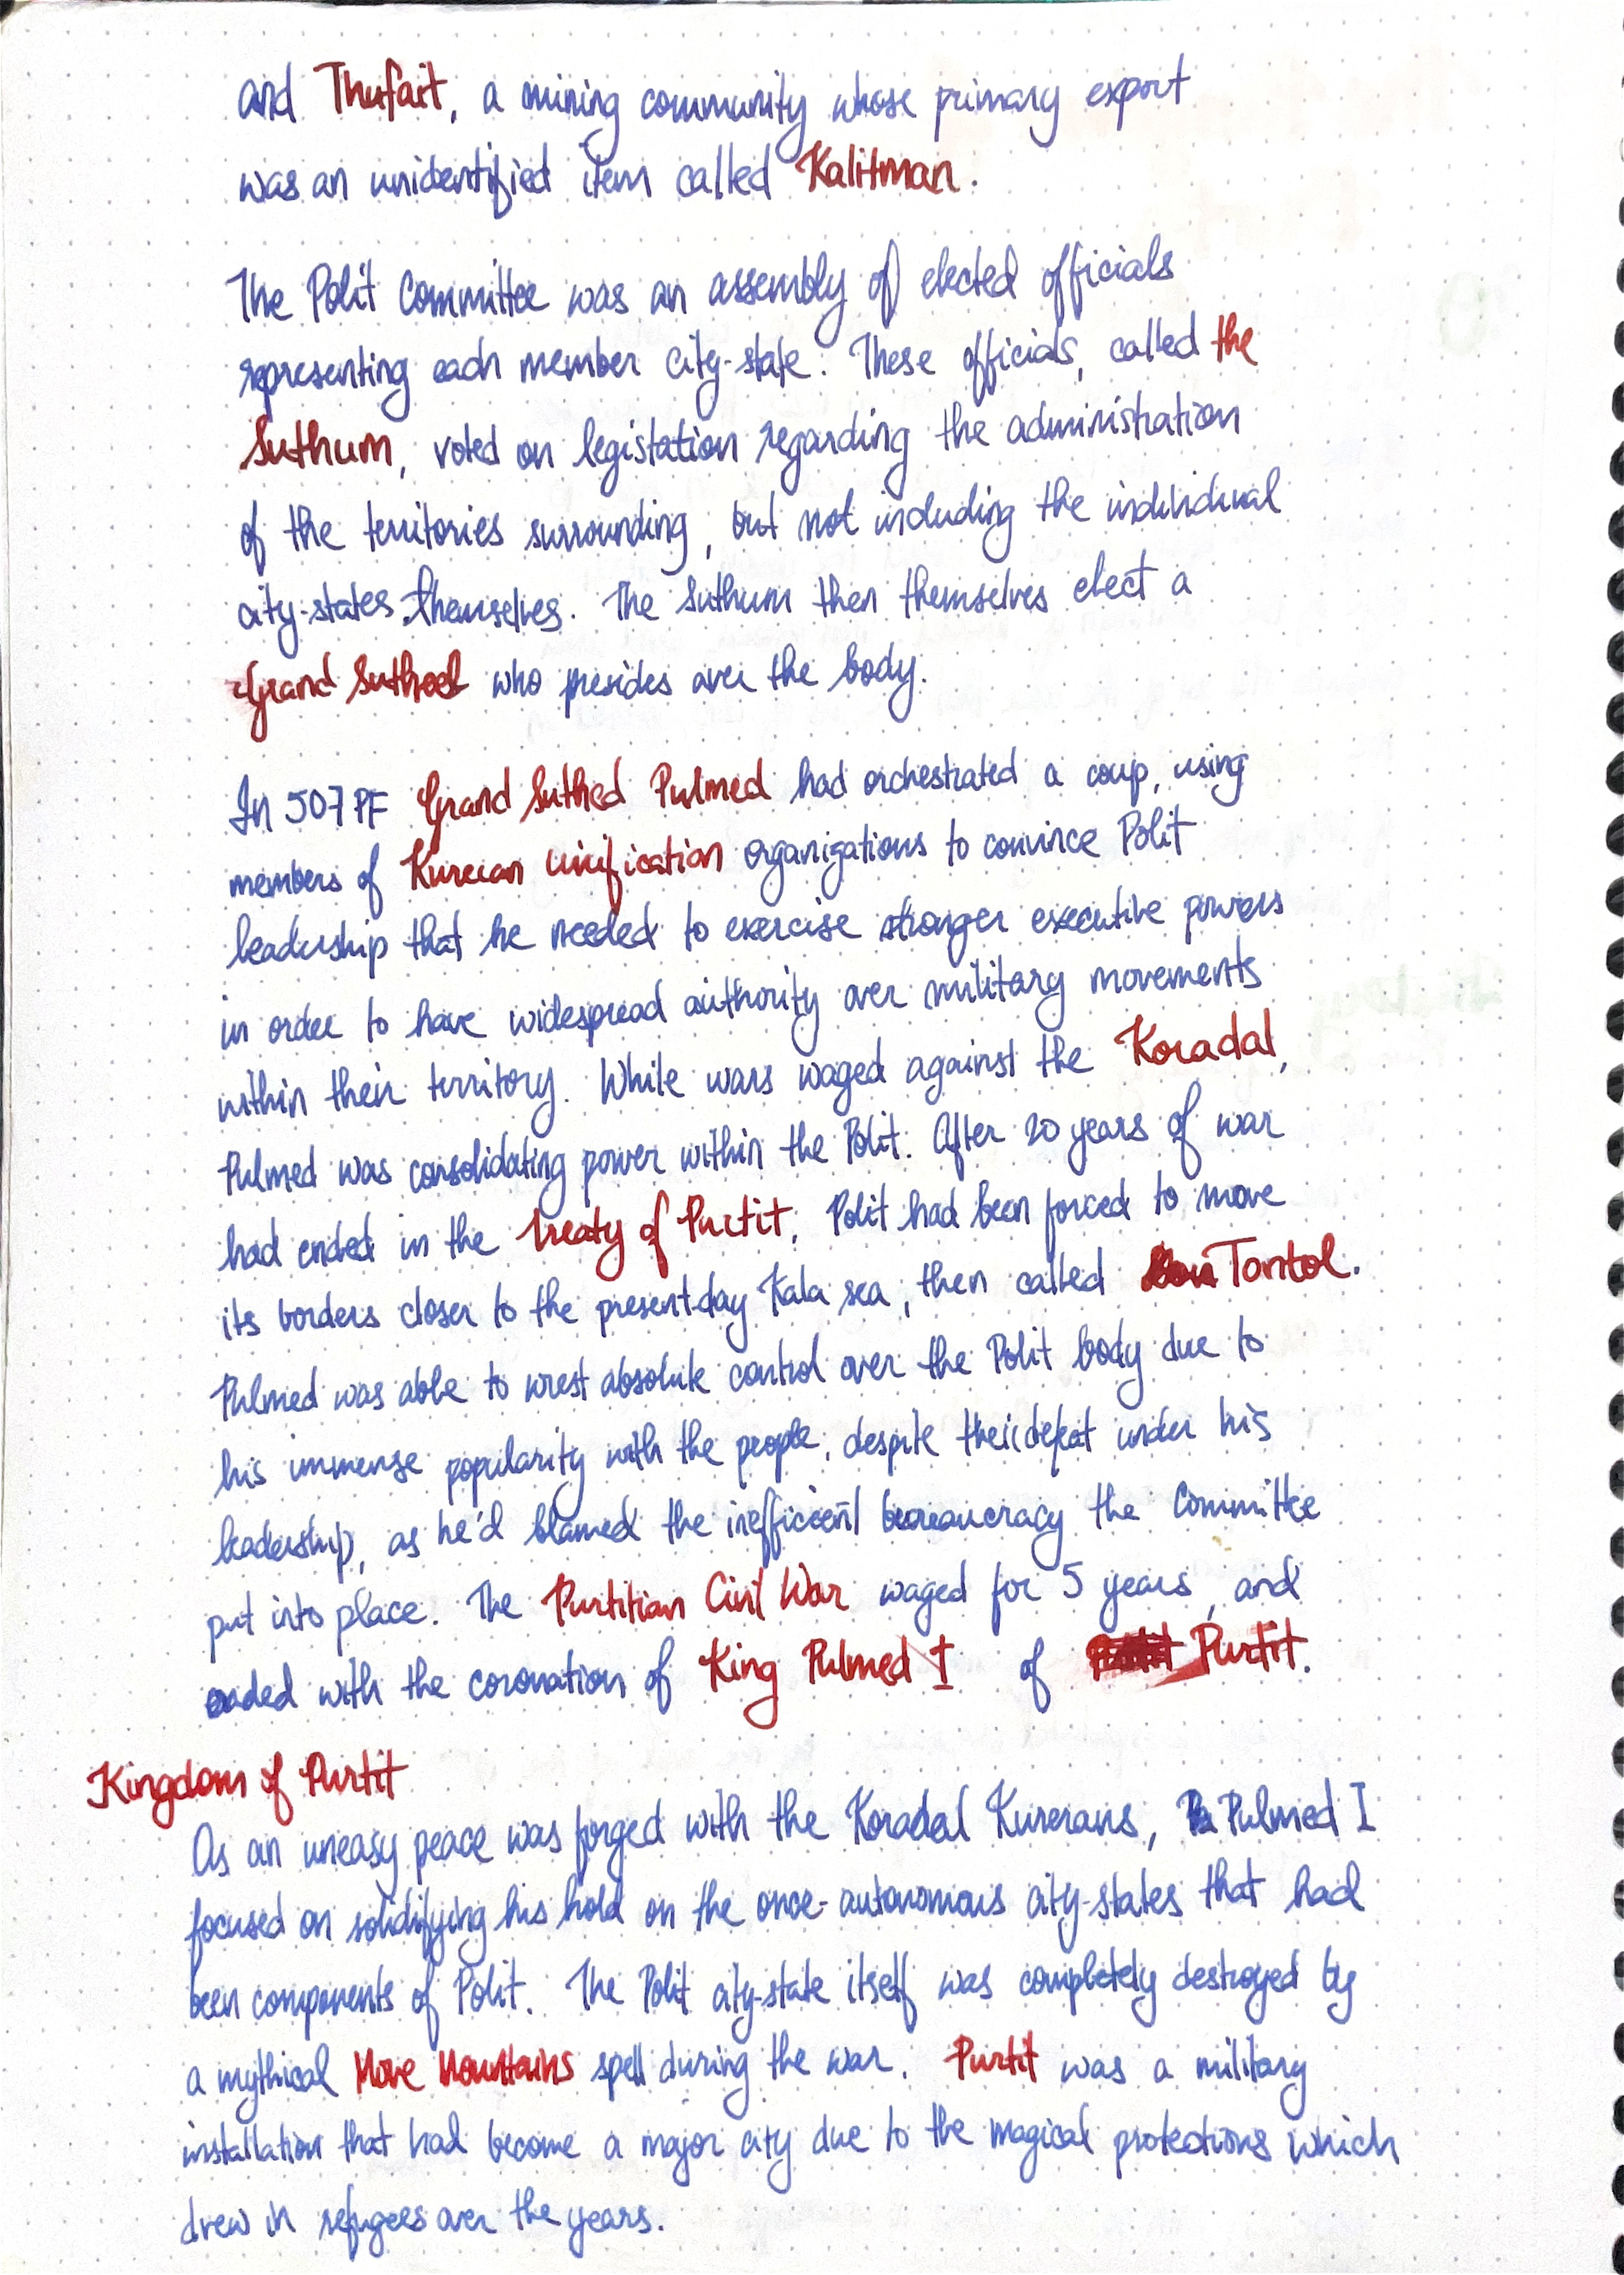 and Thufait, a mining community whose primary export
was an unidentified item called Kalitman.
The Polit Committee was an assembly of elected officials
representing each member city-state. These officials, called the
Suthum, voted on legistation regarding the administration
of the territories surrounding, but not including the individual
city-states themselves. The Suthum then themselves elect a
Grand Suthed who presides over the body.
In 507 PF Grand Suthed Pulmed had orchestrated a coup, using
members of Kurecan Unification organizations to convince Polit
leadership that he needed to exercise stronger executive powers
in order to have widespread authority over military movements
within their territory. While wars waged against the Koradal,
Pulmed was consolidating power within the Polit. After 20 years of war
had ended in the treaty of Purtit, Polit had been forced to move
its borders closer to the present-day Kala sea, then called Tontol.
Pulmed was able to wrest absolute control over the Polit body due to
his immense popularity with the people, despite their defeat under his
leadership, as he'd blamed the inefficient bureaucracy the Committee
put into place. The Purtitian Civil War waged for 5 years, and
ended with the coronation of King Pulmed I of Purtit.
Kingdom of Purtit
As an uneasy peace was forged with the Koradal Kurerans, Pulmed I
focused on solidifying his hold on the once-autonomous city-states that had
been components of Polit. The Polit city-state itself was completely destroyed by
a mythical Move Mountains spell during the war. Purtit was a military
installation that had become a major city due to the magical protections which
drew in refugees over the years.